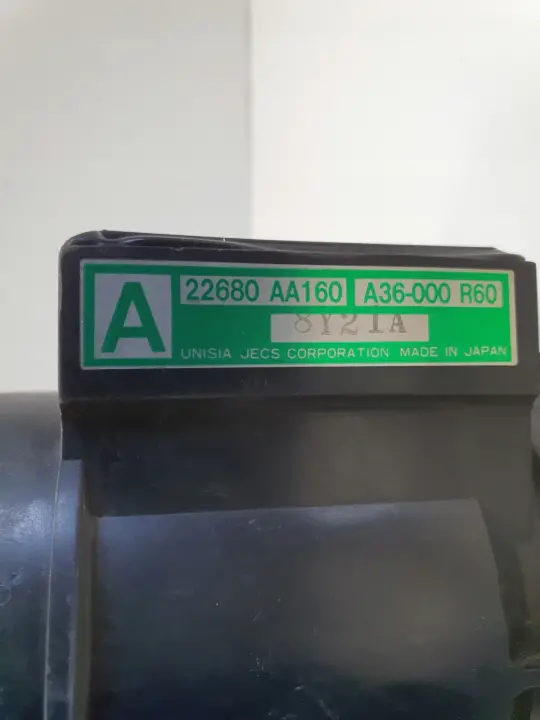 A
22680 AA160 A36-000 R60
8Y21A
UNISIA JECS CORPORATION MADE IN JAPAN